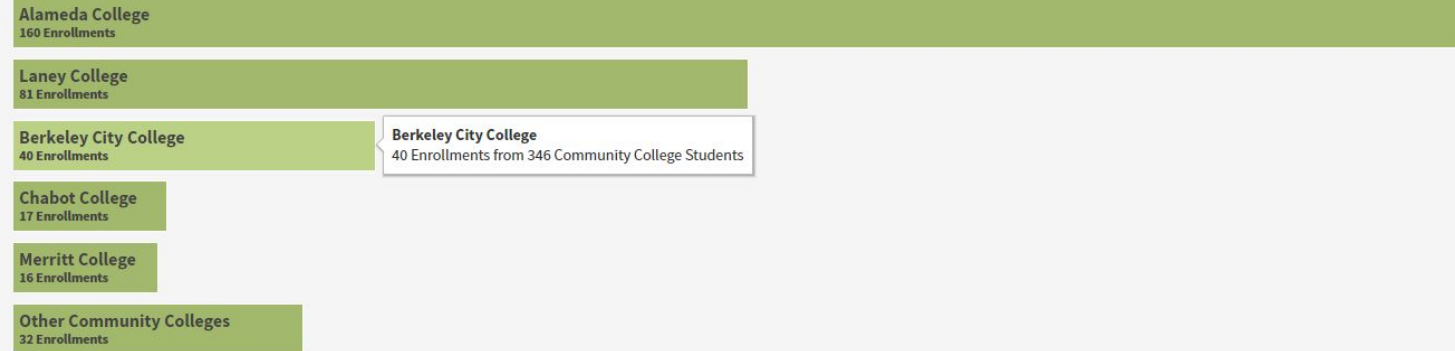 Alameda College
160 Enrollments
Laney College
81 Enrollments
Berkeley City College
40 Enrollments
Berkeley City College
40 Enrollments from 346 Community College Students
Chabot College
17 Enrollments
Merritt College
16 Enrollments
Other Community Colleges
32 Enrollments